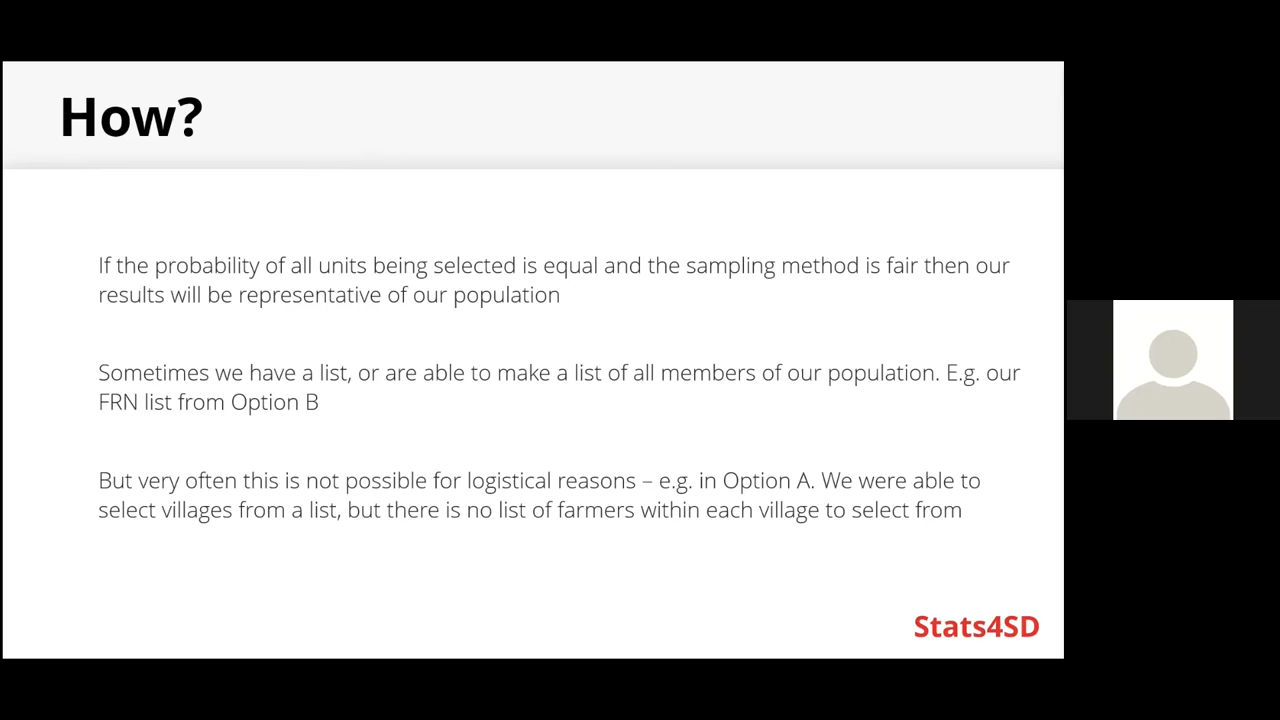 How?
If the probability of all units being selected is equal and the sampling method is fair then our
results will be representative of our population
Sometimes we have a list, or are able to make a list of all members of our population. E.g. our
FRN list from Option B
But very often this is not possible for logistical reasons – e.g. in Option A. We were able to
select villages from a list, but there is no list of farmers within each village to select from
Stats4SD